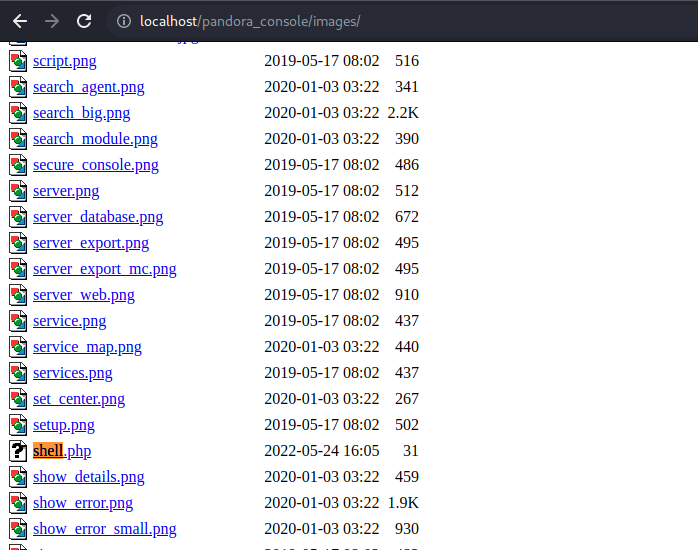 localhost/pandora_console/images/
script.png 2019-05-17 08:02 516
search_agent.png 2020-01-03 03:22 341
search_big.png 2020-01-03 03:22 2.2K
search_module.png 2020-01-03 03:22 390
secure_console.png 2019-05-17 08:02 486
server.png 2019-05-17 08:02 512
server_database.png 2019-05-17 08:02 672
server_export.png 2019-05-17 08:02 495
server_export_mc.png 2019-05-17 08:02 495
server_web.png 2019-05-17 08:02 910
service.png 2019-05-17 08:02 437
service_map.png 2020-01-03 03:22 440
services.png 2019-05-17 08:02 437
set_center.png 2020-01-03 03:22 267
setup.png 2019-05-17 08:02 502
shell.php 2022-05-24 16:05 31
show_details.png 2020-01-03 03:22 459
show_error.png 2020-01-03 03:22 1.9K
show_error_small.png 2020-01-03 03:22 930